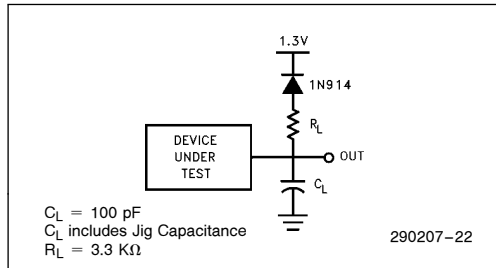 1.3V
1N914
R_L
DEVICE
UNDER
TEST
OUT
C_L
C_L = 100 pF
C_L includes Jig Capacitance
R_L = 3.3 KΩ
290207–22